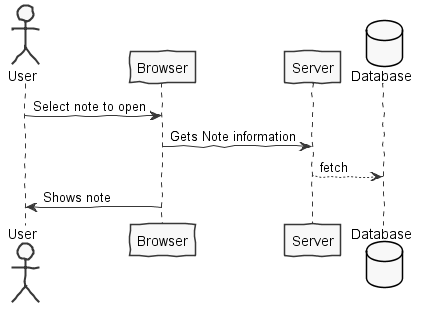 User
Browser
Server
Database
Select note to open
Gets Note information
fetch
Shows note
User
Browser
Server
Database